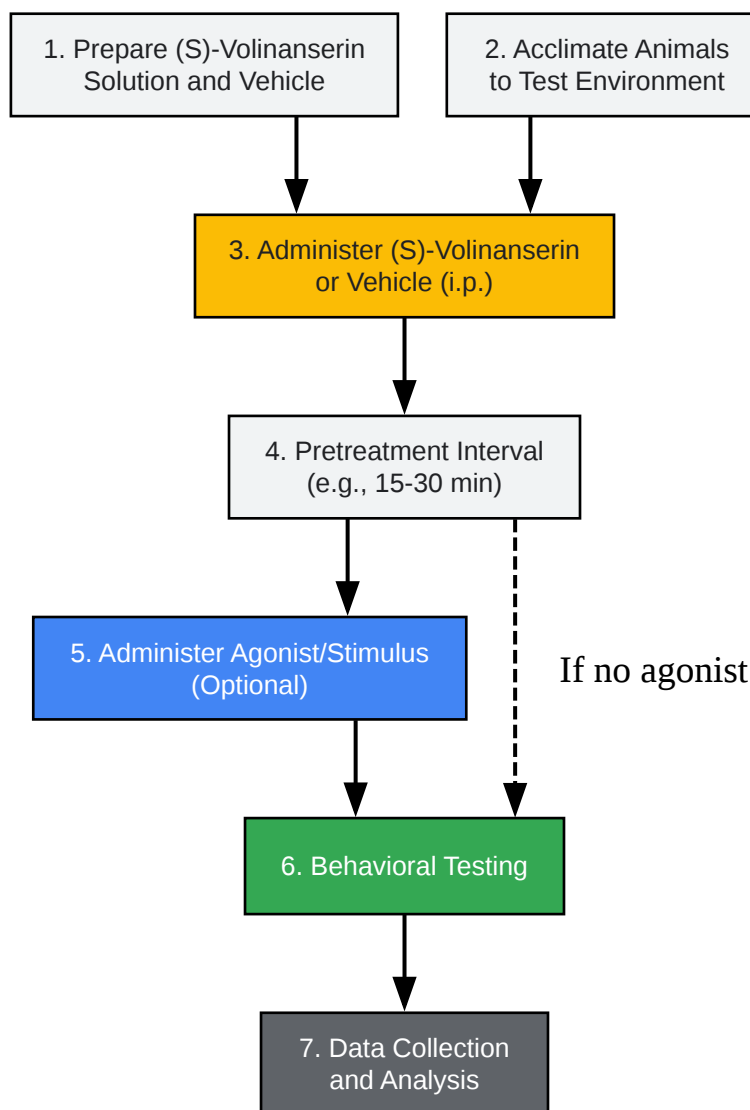 1. Prepare (S)-Volinanserin
Solution and Vehicle
2. Acclimate Animals
to Test Environment
3. Administer (S)-Volinanserin
or Vehicle (i.p.)
4. Pretreatment Interval
(e.g., 15-30 min)
5. Administer Agonist/Stimulus
(Optional)
If no agonist
6. Behavioral Testing
7. Data Collection
and Analysis